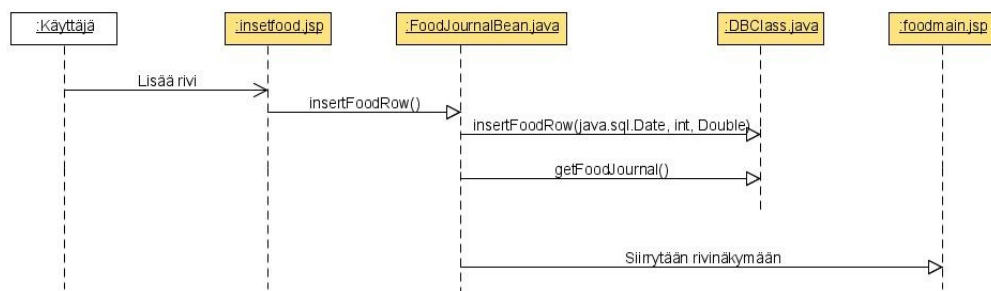 :Käyttäjä
:insetfood.jsp
:FoodJournalBean.java
:DBClass.java
:foodmain.jsp
Lisää rivi
insertFoodRow()
insertFoodRow(java.sql.Date, int, Double)
getFoodJournal()
Siirrytään rivinäkymään